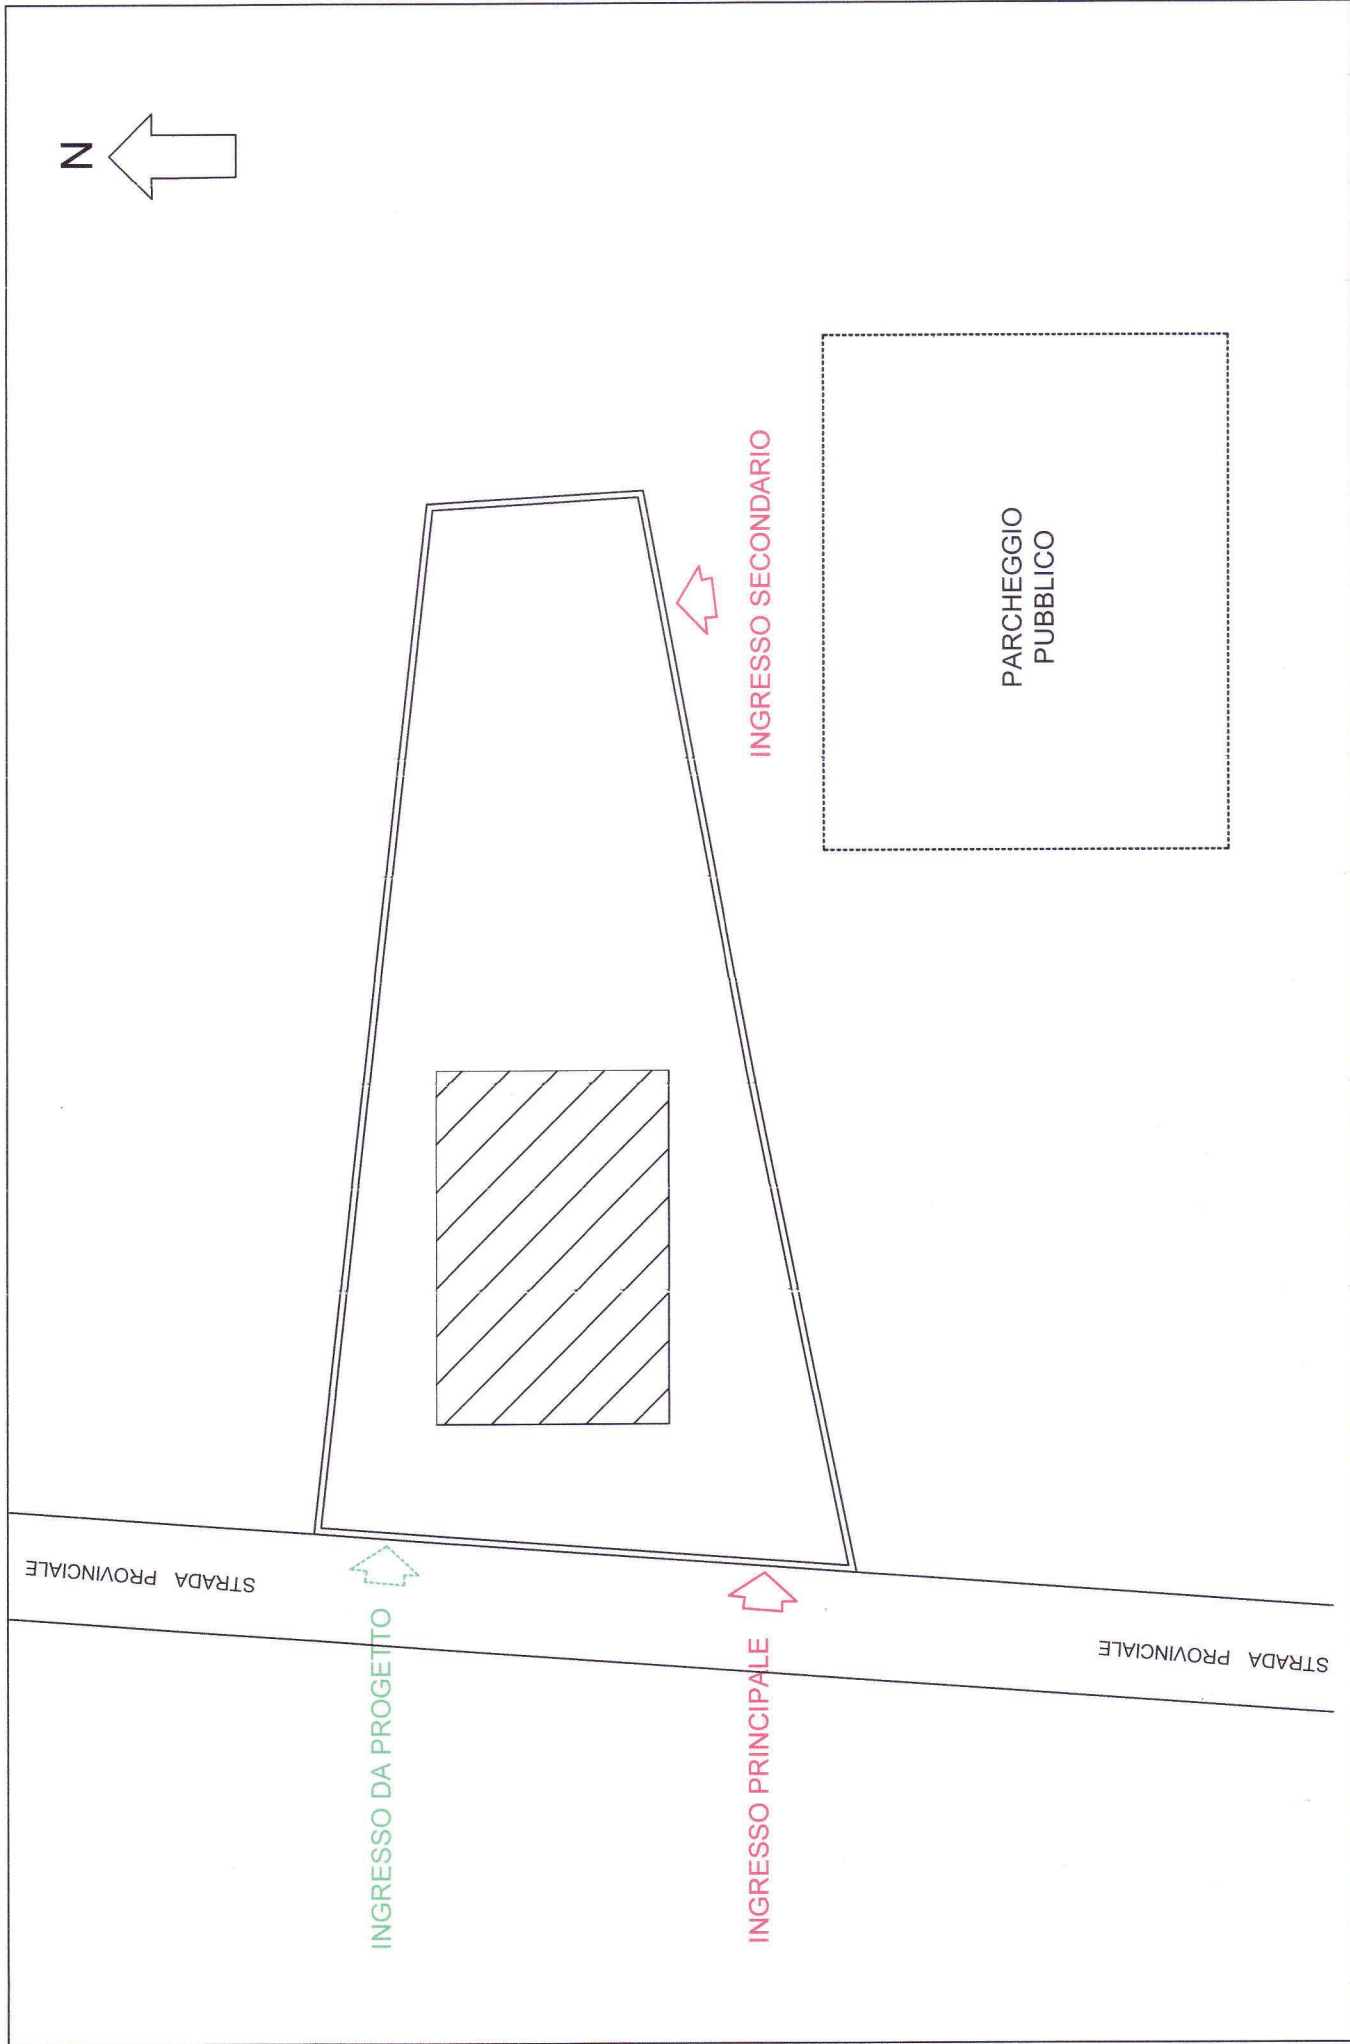 N
STRADA PROVINCIALE
INGRESSO DA PROGETTO
INGRESSO PRINCIPALE
STRADA PROVINCIALE
INGRESSO SECONDARIO
PARCHEGGIO
PUBBLICO